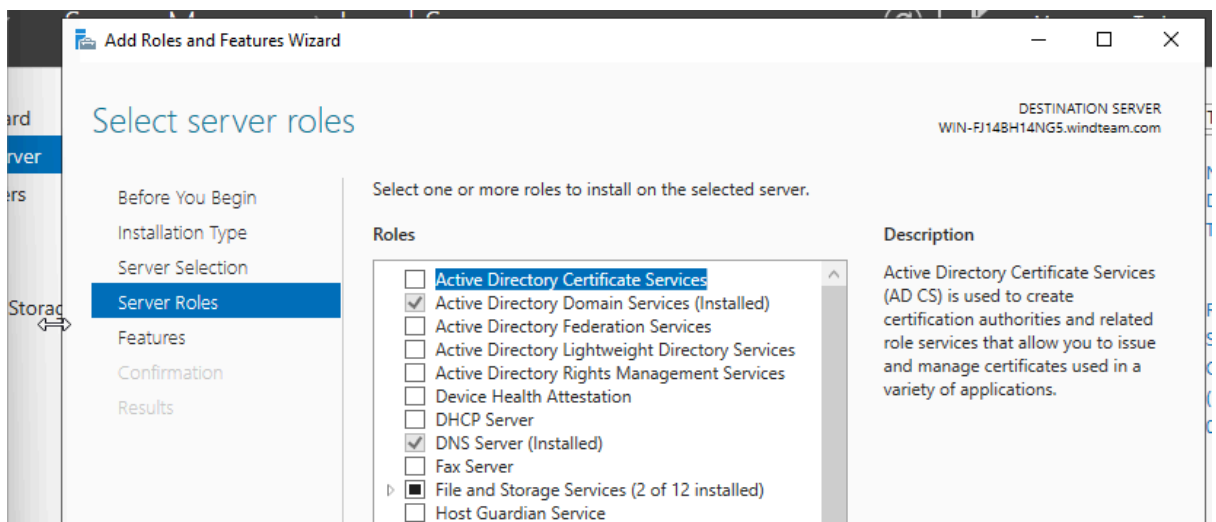 Add Roles and Features Wizard
Select server roles
DESTINATION SERVER
WIN-FJ14BH14NG5.windteam.com
Before You Begin
Installation Type
Server Selection
Server Roles
Features
Confirmation
Results
Select one or more roles to install on the selected server.
Roles
Active Directory Certificate Services
Active Directory Domain Services (Installed)
Active Directory Federation Services
Active Directory Lightweight Directory Services
Active Directory Rights Management Services
Device Health Attestation
DHCP Server
DNS Server (Installed)
Fax Server
File and Storage Services (2 of 12 installed)
Host Guardian Service
Description
Active Directory Certificate Services
(AD CS) is used to create
certification authorities and related
role services that allow you to issue
and manage certificates used in a
variety of applications.